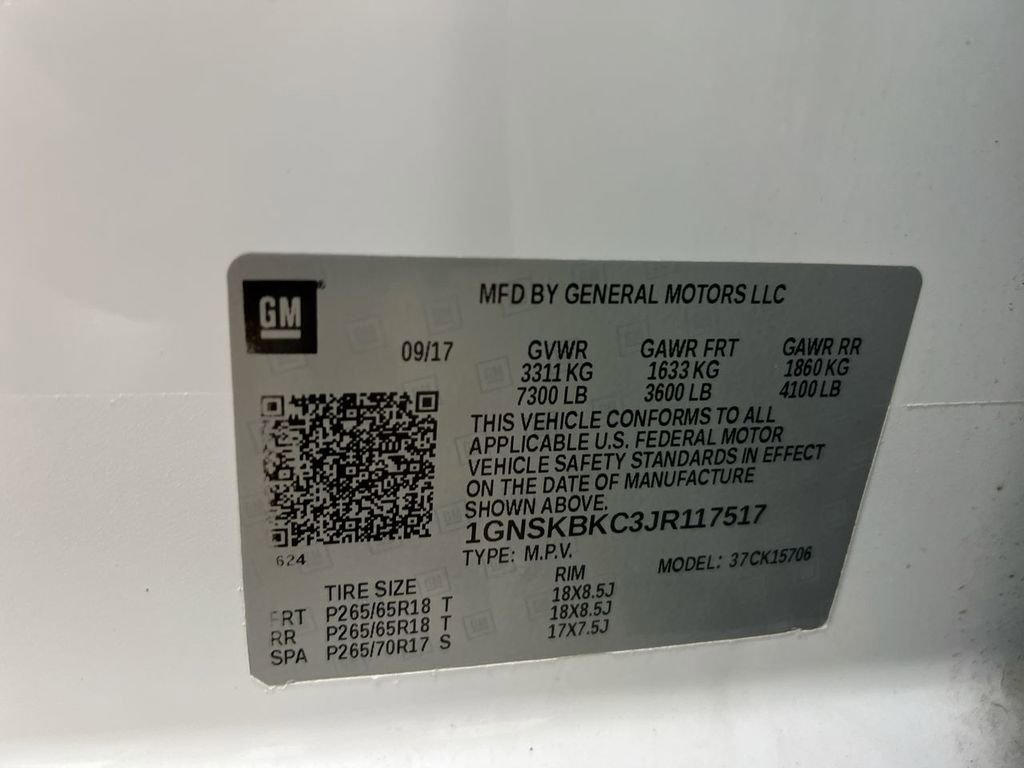 GM
MFD BY GENERAL MOTORS LLC
09/17
GVWR GAWR FRT GAWR RR
3311 KG 1633 KG 1860 KG
7300 LB 3600 LB 4100 LB
THIS VEHICLE CONFORMS TO ALL
APPLICABLE U.S. FEDERAL MOTOR
VEHICLE SAFETY STANDARDS IN EFFECT
ON THE DATE OF MANUFACTURE
SHOWN ABOVE.
1GNSKBKC3JR117517
624
TYPE: M.P.V. MODEL: 37CK15706
TIRE SIZE RIM
FRT P265/65R18 T 18X8.5J
RR P265/65R18 T 18X8.5J
SPA P265/70R17 S 17X7.5J